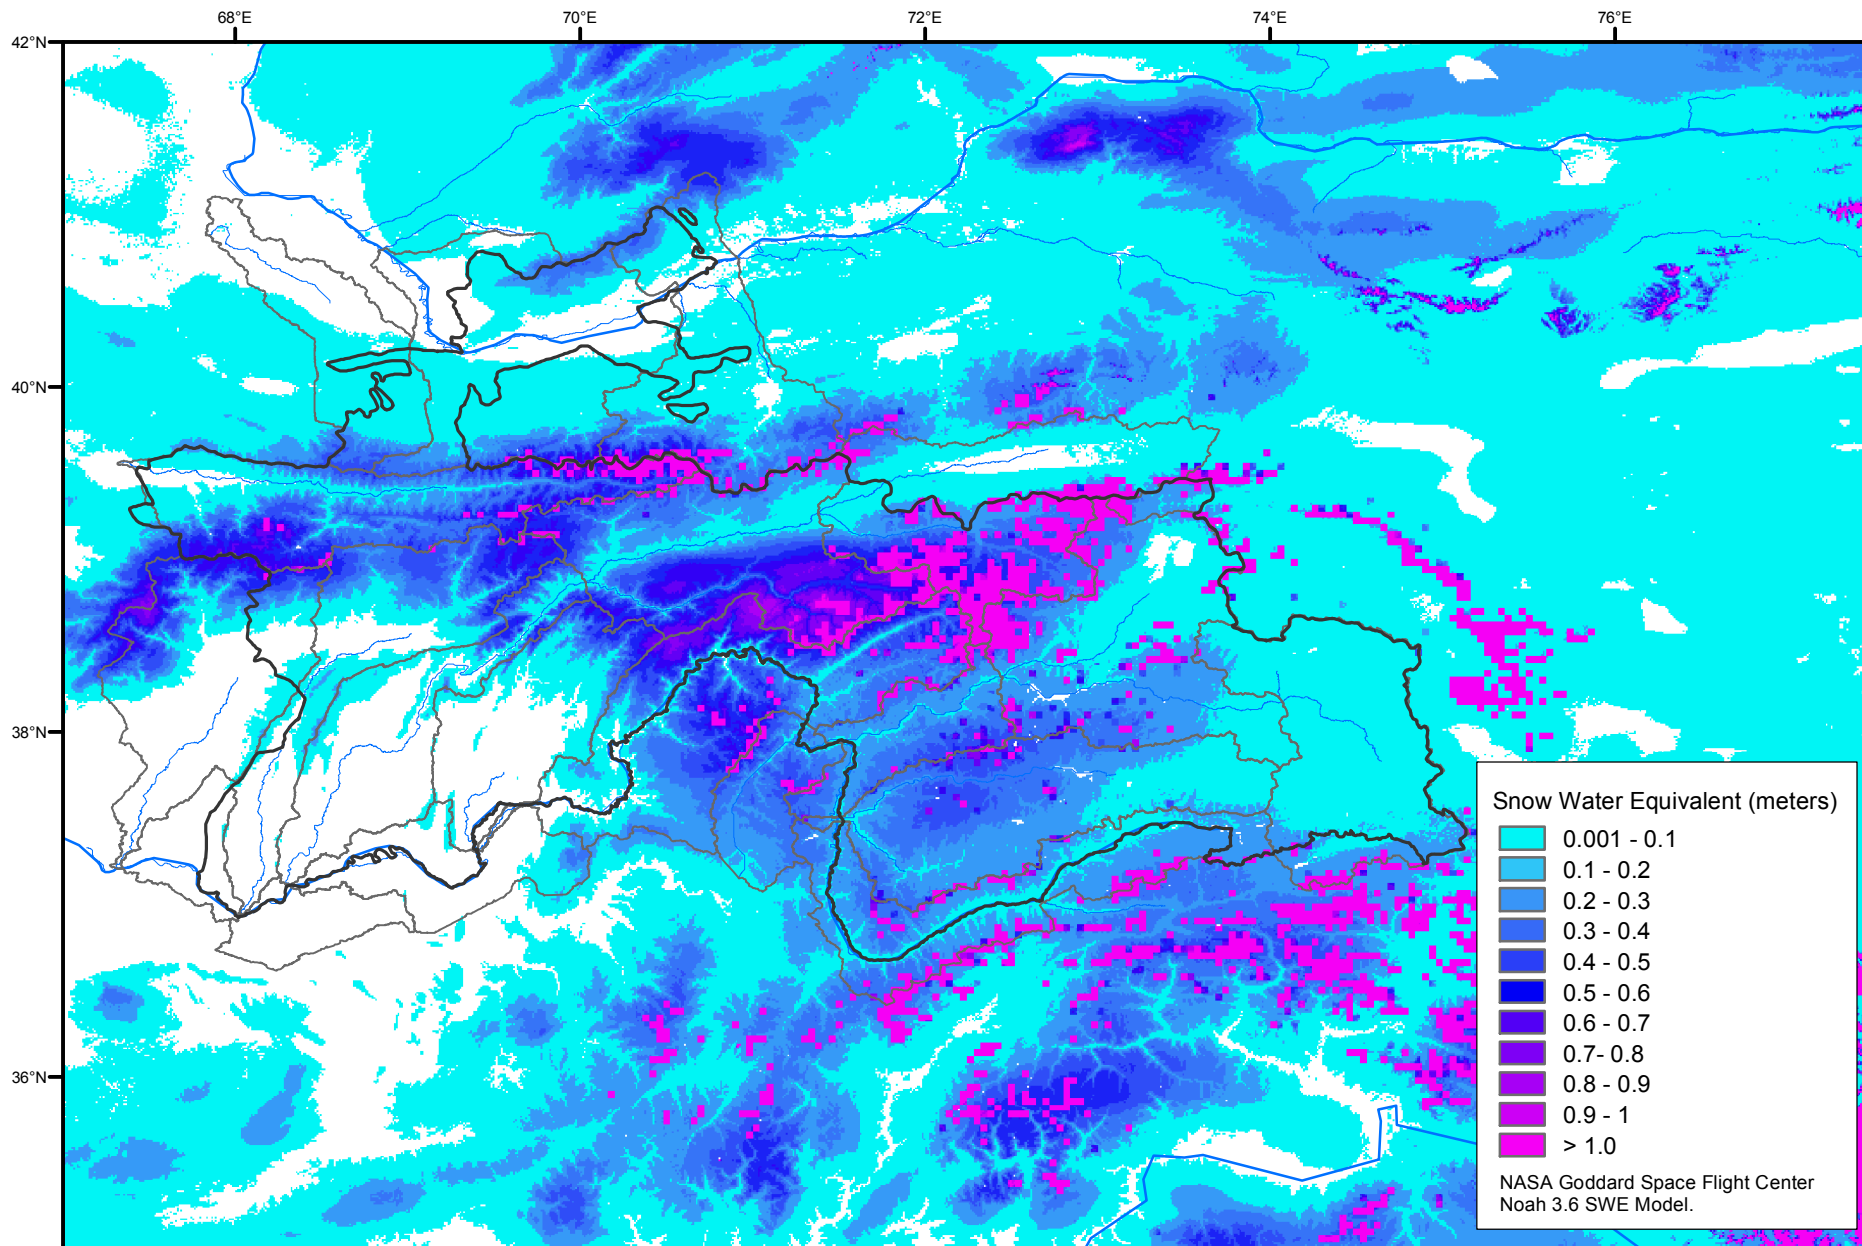 68°E
70°E
72°E
74°E
76°E
42°N
40°N
38°N
36°N
Snow Water Equivalent (meters)
0.001 - 0.1
0.1 - 0.2
0.2 - 0.3
0.3 - 0.4
0.4 - 0.5
0.5 - 0.6
0.6 - 0.7
0.7- 0.8
0.8 - 0.9
0.9 - 1
> 1.0
NASA Goddard Space Flight Center
Noah 3.6 SWE Model.